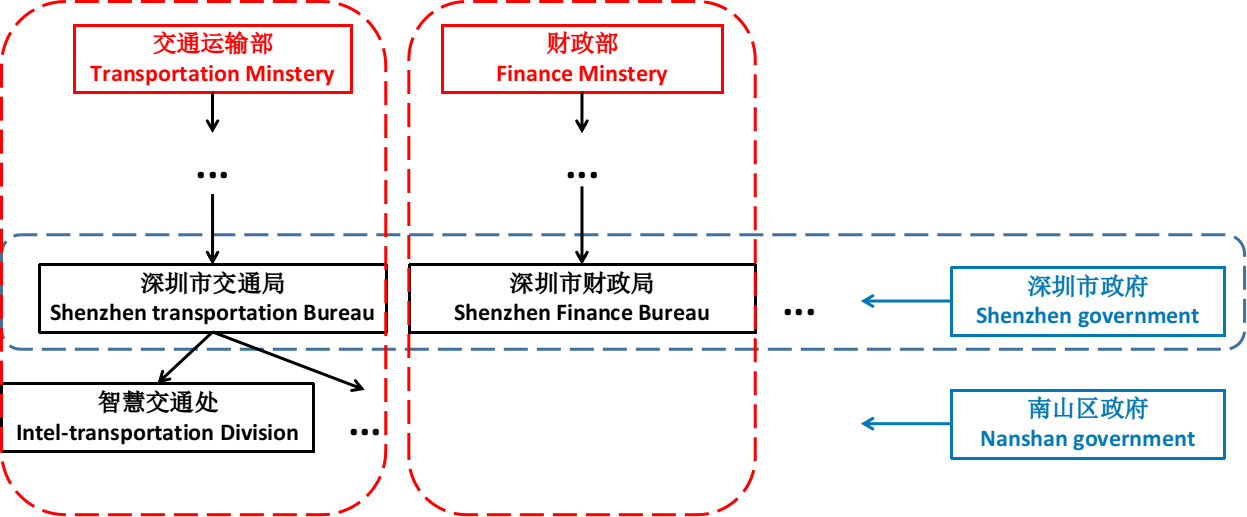 交通运输部
Transportation Minstery
财政部
Finance Minstery
...
...
深圳市交通局
Shenzhen transportation Bureau
深圳市财政局
Shenzhen Finance Bureau
...
深圳市政府
Shenzhen government
智慧交通处
Intel-transportation Division
...
南山区政府
Nanshan government